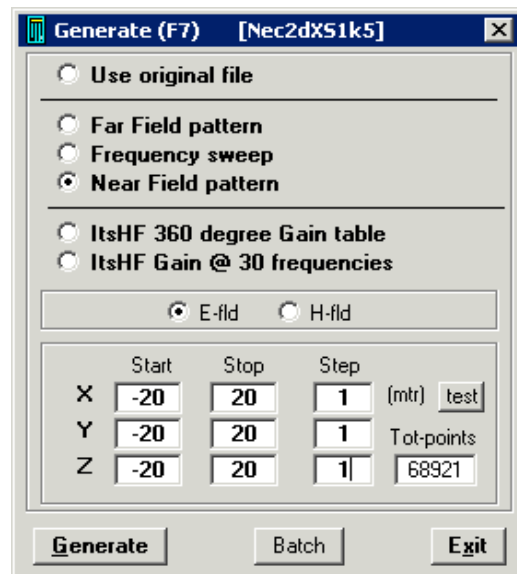 Generate (F7) [Nec2dXS1k5]
Use original file
Far Field pattern
Frequency sweep
Near Field pattern
ItsHF 360 degree Gain table
ItsHF Gain @ 30 frequencies
E-fld H-fld
Start Stop Step
X -20 20 1 (mtr) test
Y -20 20 1 Tot-points
Z -20 20 1 68921
Generate Batch Exit